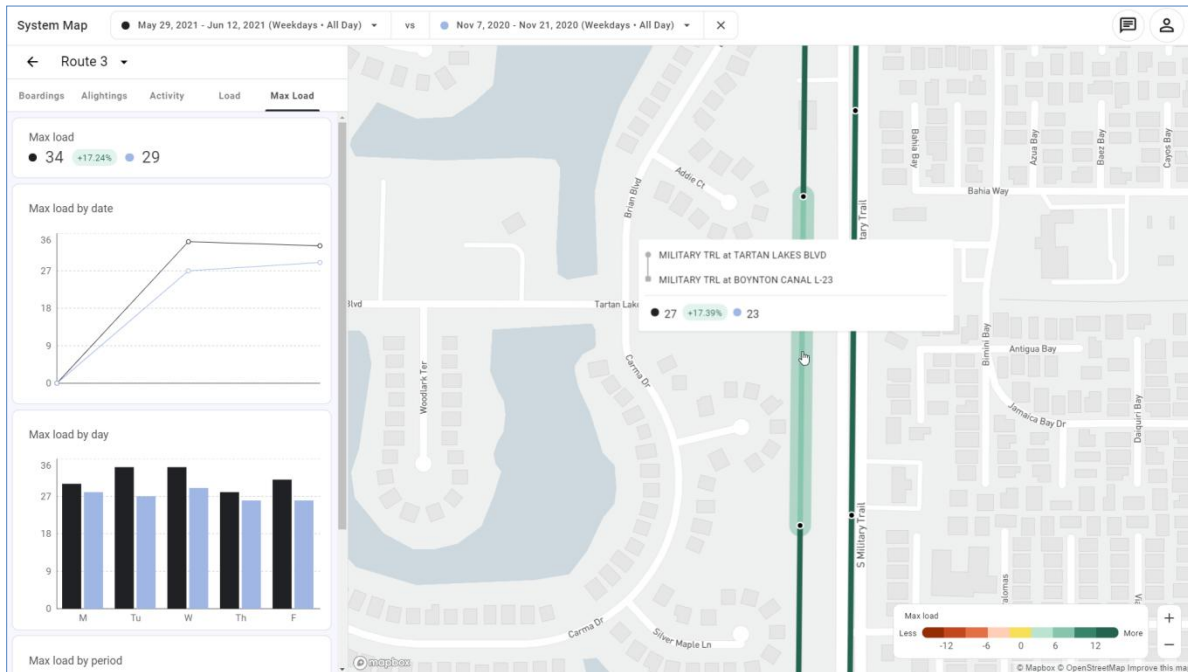 System Map
May 29, 2021 - Jun 12, 2021 (Weekdays • All Day)
vs
Nov 7, 2020 - Nov 21, 2020 (Weekdays • All Day)
Route 3
Boardings Alightings Activity Load Max Load
Max load
34 +17.24% 29
Max load by date
36
27
18
9
0
Max load by day
36
27
18
9
0
M Tu W Th F
Max load by period
Brian Blvd
Addie Ct
Bahia Bay
Azua Bay
Baez Bay
Cayos Bay
Bahia Way
tary Trail
MILITARY TRL at TARTAN LAKES BLVD
MILITARY TRL at BOYNTON CANAL L-23
27 +17.39% 23
Blvd
Tartan Lake
Woodlark Ter
Carma Dr
Bimini Bay
Antigua Bay
Jamaica Bay Dr
Daiquiri Bay
S Military Trail
Carma Dr
Silver Maple Ln
alomas
Max load
Less More
-12 -6 0 6 12
mapbox
© Mapbox © OpenStreetMap Improve this ma